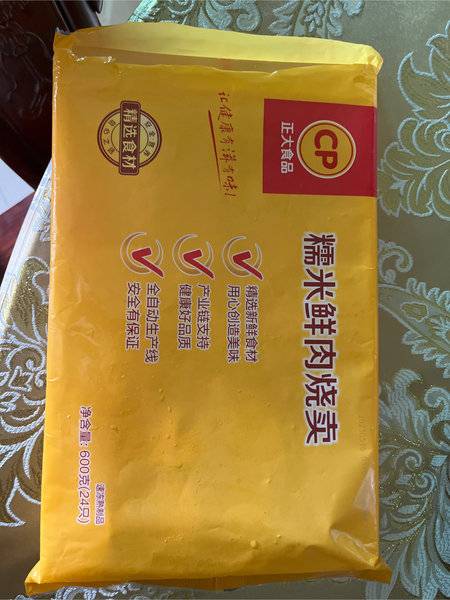 CP
正大食品
让健康有滋有味!
精选食材
糯米鲜肉烧卖
精选新鲜食材
用心创造美味
产业链支持
健康好品质
全自动生产线
安全有保证
速冻熟制品
净含量:600克(24只)